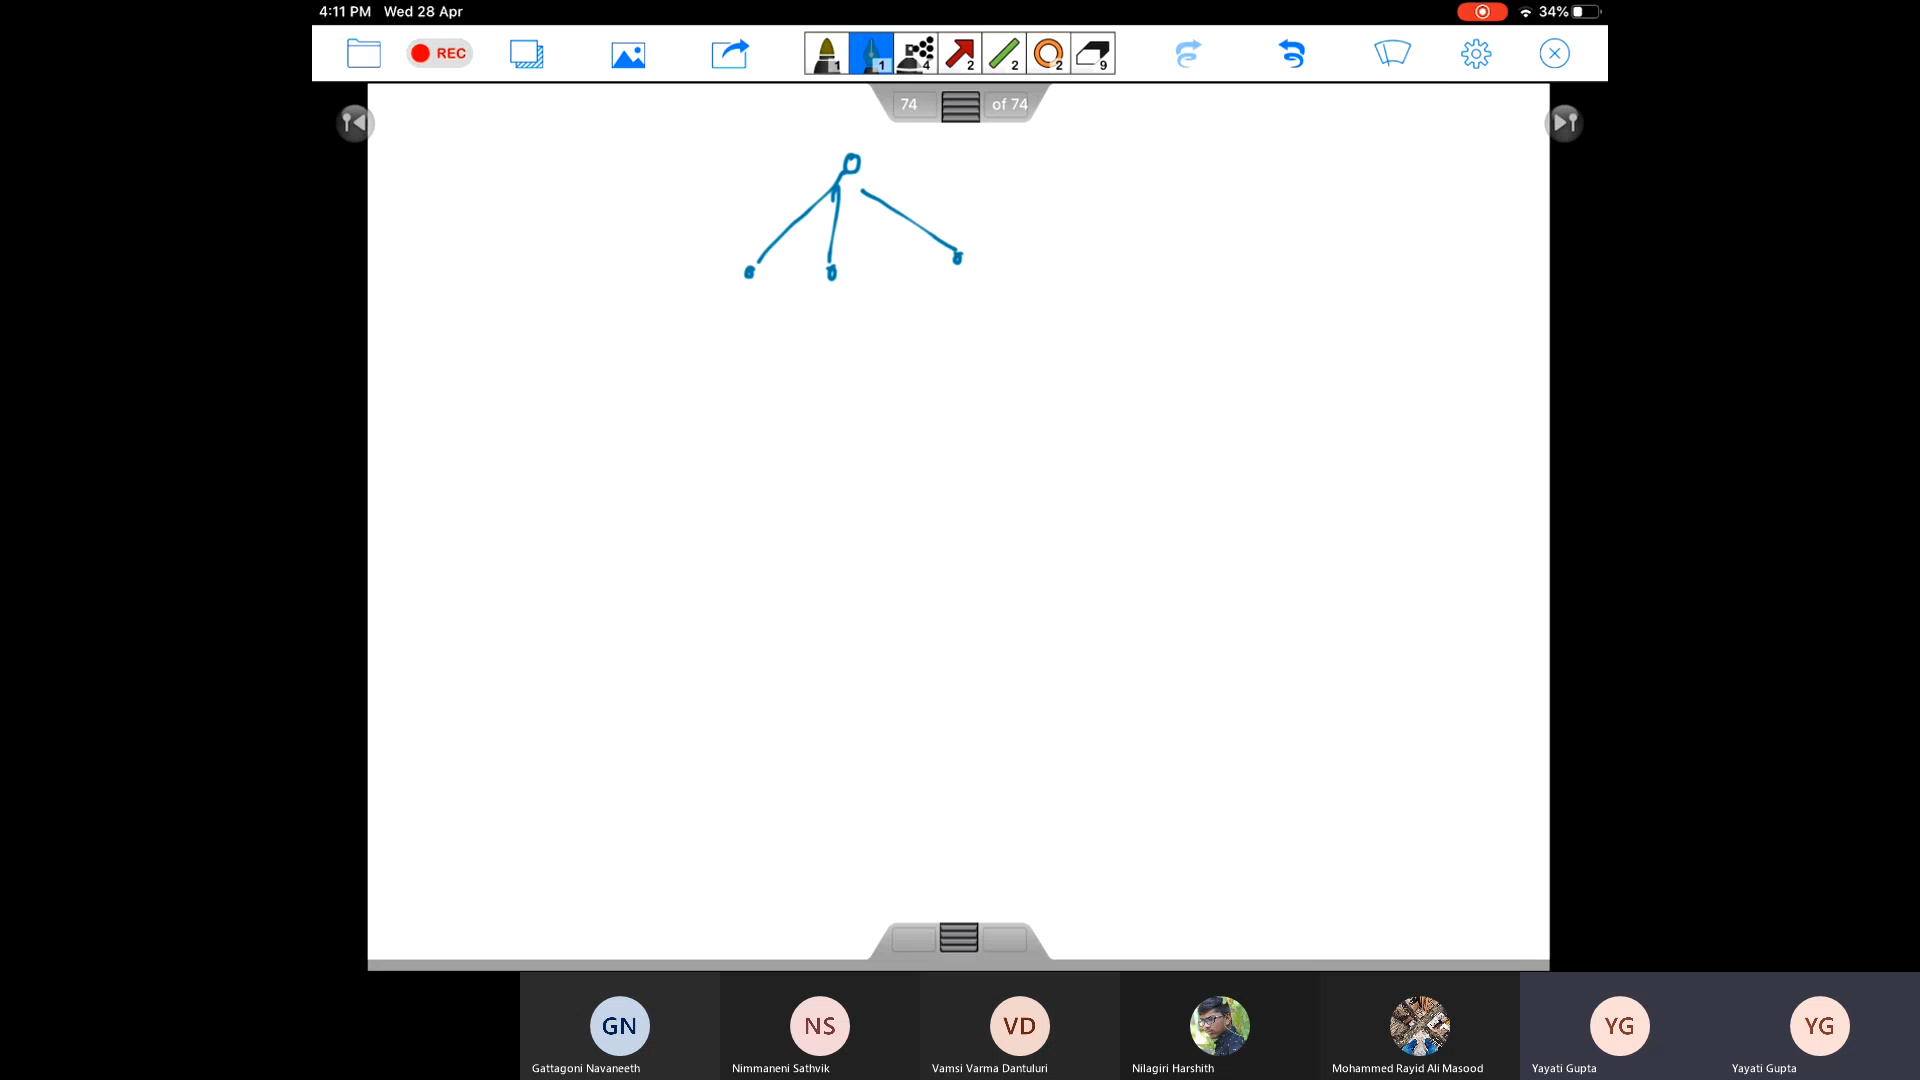 4:11 PM Wed 28 Apr 34%
REC 1 1 4 2 2 2 9
74 of 74
GN NS VD YG YG
Gattagoni Navaneeth Nimmaneni Sathvik Vamsi Varma Dantuluri Nilagiri Harshith Mohammed Rayid Ali Masood Yayati Gupta Yayati Gupta